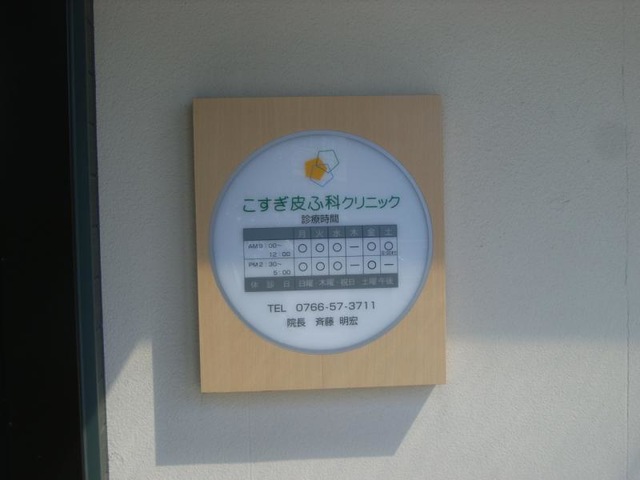 こすぎ皮ふ科クリニック
診療時間
月 火 水 木 金 土
AM9:00~12:00 ○ ○ ○ ― ○ ○
PM2:30~ ○ ○ ○ ― ○ ―
休診日 日曜 木曜 祝日 土曜午後
TEL 0766-57-3711
院長 斉藤 明宏